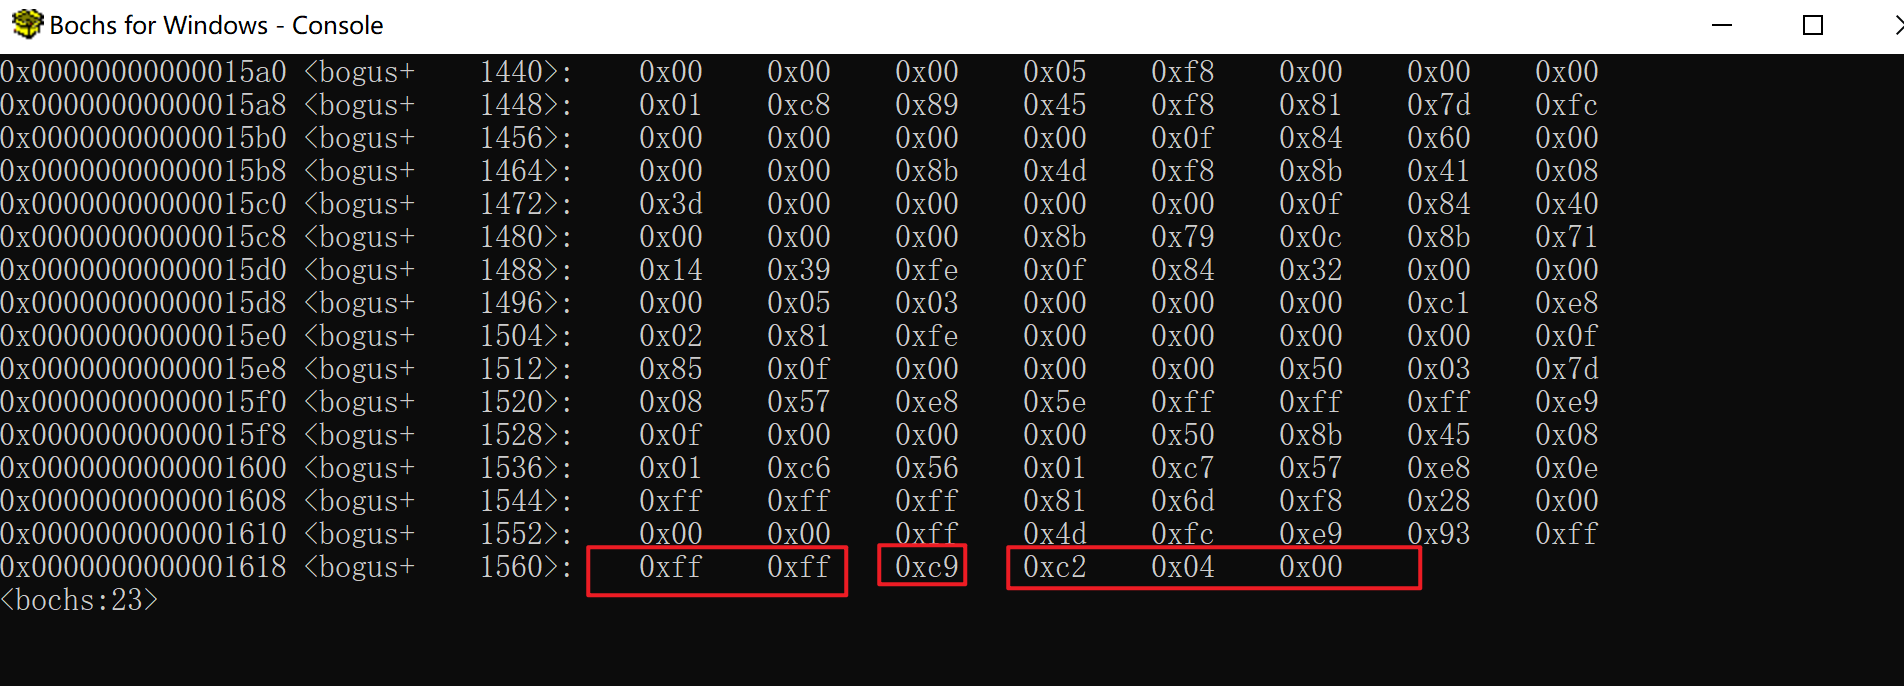 Bochs for Windows - Console
0x00000000000015a0 <bogus+    1440>:    0x00    0x00    0x00    0x05    0xf8    0x00    0x00    0x00
0x00000000000015a8 <bogus+    1448>:    0x01    0xc8    0x89    0x45    0xf8    0x81    0x7d    0xfc
0x00000000000015b0 <bogus+    1456>:    0x00    0x00    0x00    0x00    0x0f    0x84    0x60    0x00
0x00000000000015b8 <bogus+    1464>:    0x00    0x00    0x8b    0x4d    0xf8    0x8b    0x41    0x08
0x00000000000015c0 <bogus+    1472>:    0x3d    0x00    0x00    0x00    0x00    0x0f    0x84    0x40
0x00000000000015c8 <bogus+    1480>:    0x00    0x00    0x00    0x8b    0x79    0x0c    0x8b    0x71
0x00000000000015d0 <bogus+    1488>:    0x14    0x39    0xfe    0x0f    0x84    0x32    0x00    0x00
0x00000000000015d8 <bogus+    1496>:    0x00    0x05    0x03    0x00    0x00    0x00    0xc1    0xe8
0x00000000000015e0 <bogus+    1504>:    0x02    0x81    0xfe    0x00    0x00    0x00    0x00    0x0f
0x00000000000015e8 <bogus+    1512>:    0x85    0x0f    0x00    0x00    0x00    0x50    0x03    0x7d
0x00000000000015f0 <bogus+    1520>:    0x08    0x57    0xe8    0x5e    0xff    0xff    0xff    0xe9
0x00000000000015f8 <bogus+    1528>:    0x0f    0x00    0x00    0x00    0x50    0x8b    0x45    0x08
0x0000000000001600 <bogus+    1536>:    0x01    0xc6    0x56    0x01    0xc7    0x57    0xe8    0x0e
0x0000000000001608 <bogus+    1544>:    0xff    0xff    0xff    0x81    0x6d    0xf8    0x28    0x00
0x0000000000001610 <bogus+    1552>:    0x00    0x00    0xff    0x4d    0xfc    0xe9    0x93    0xff
0x0000000000001618 <bogus+    1560>:    0xff    0xff    0xc9    0xc2    0x04    0x00
<bochs:23>